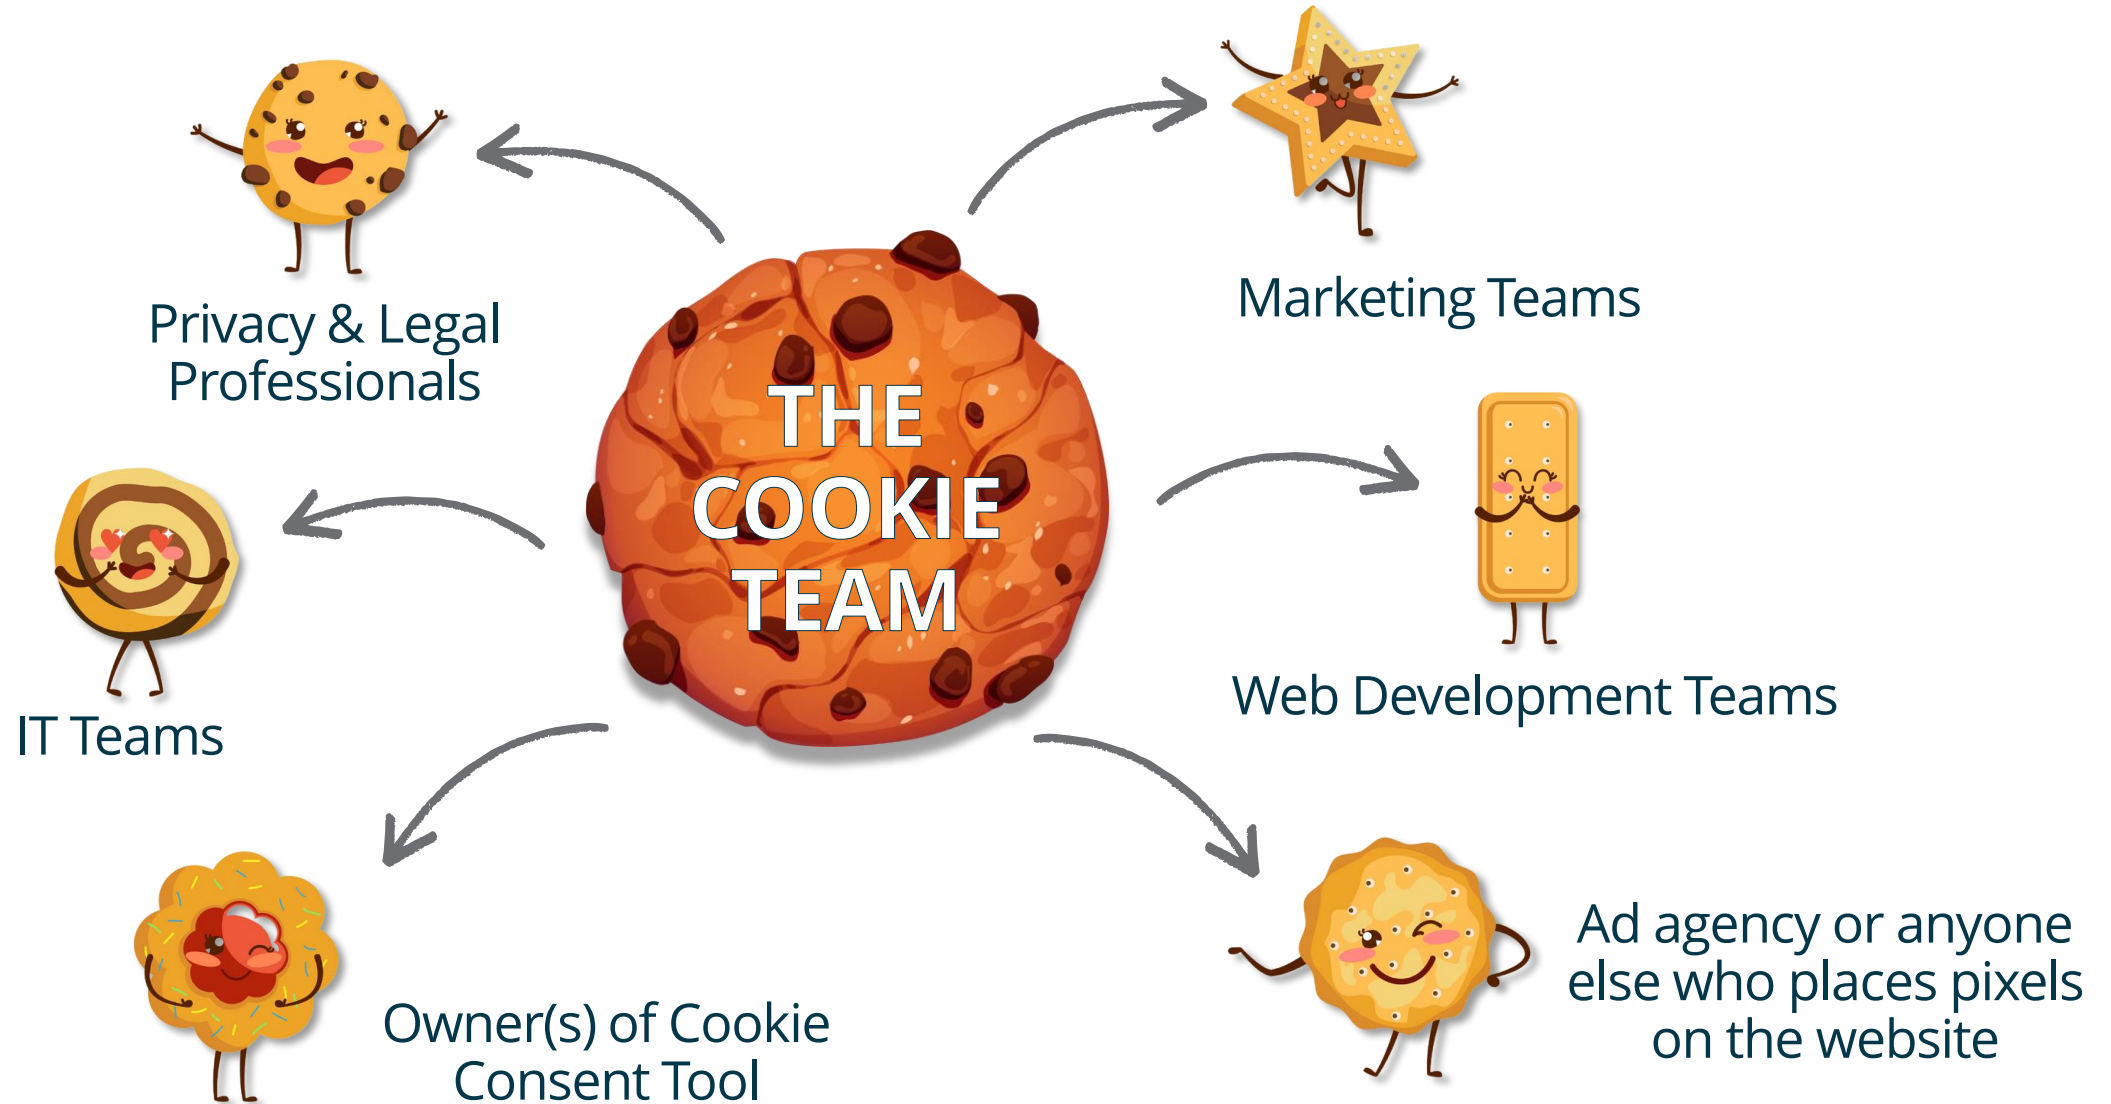 Privacy & Legal
Professionals
Marketing Teams
THE
COOKIE
TEAM
IT Teams
Web Development Teams
Owner(s) of Cookie
Consent Tool
Ad agency or anyone
else who places pixels
on the website